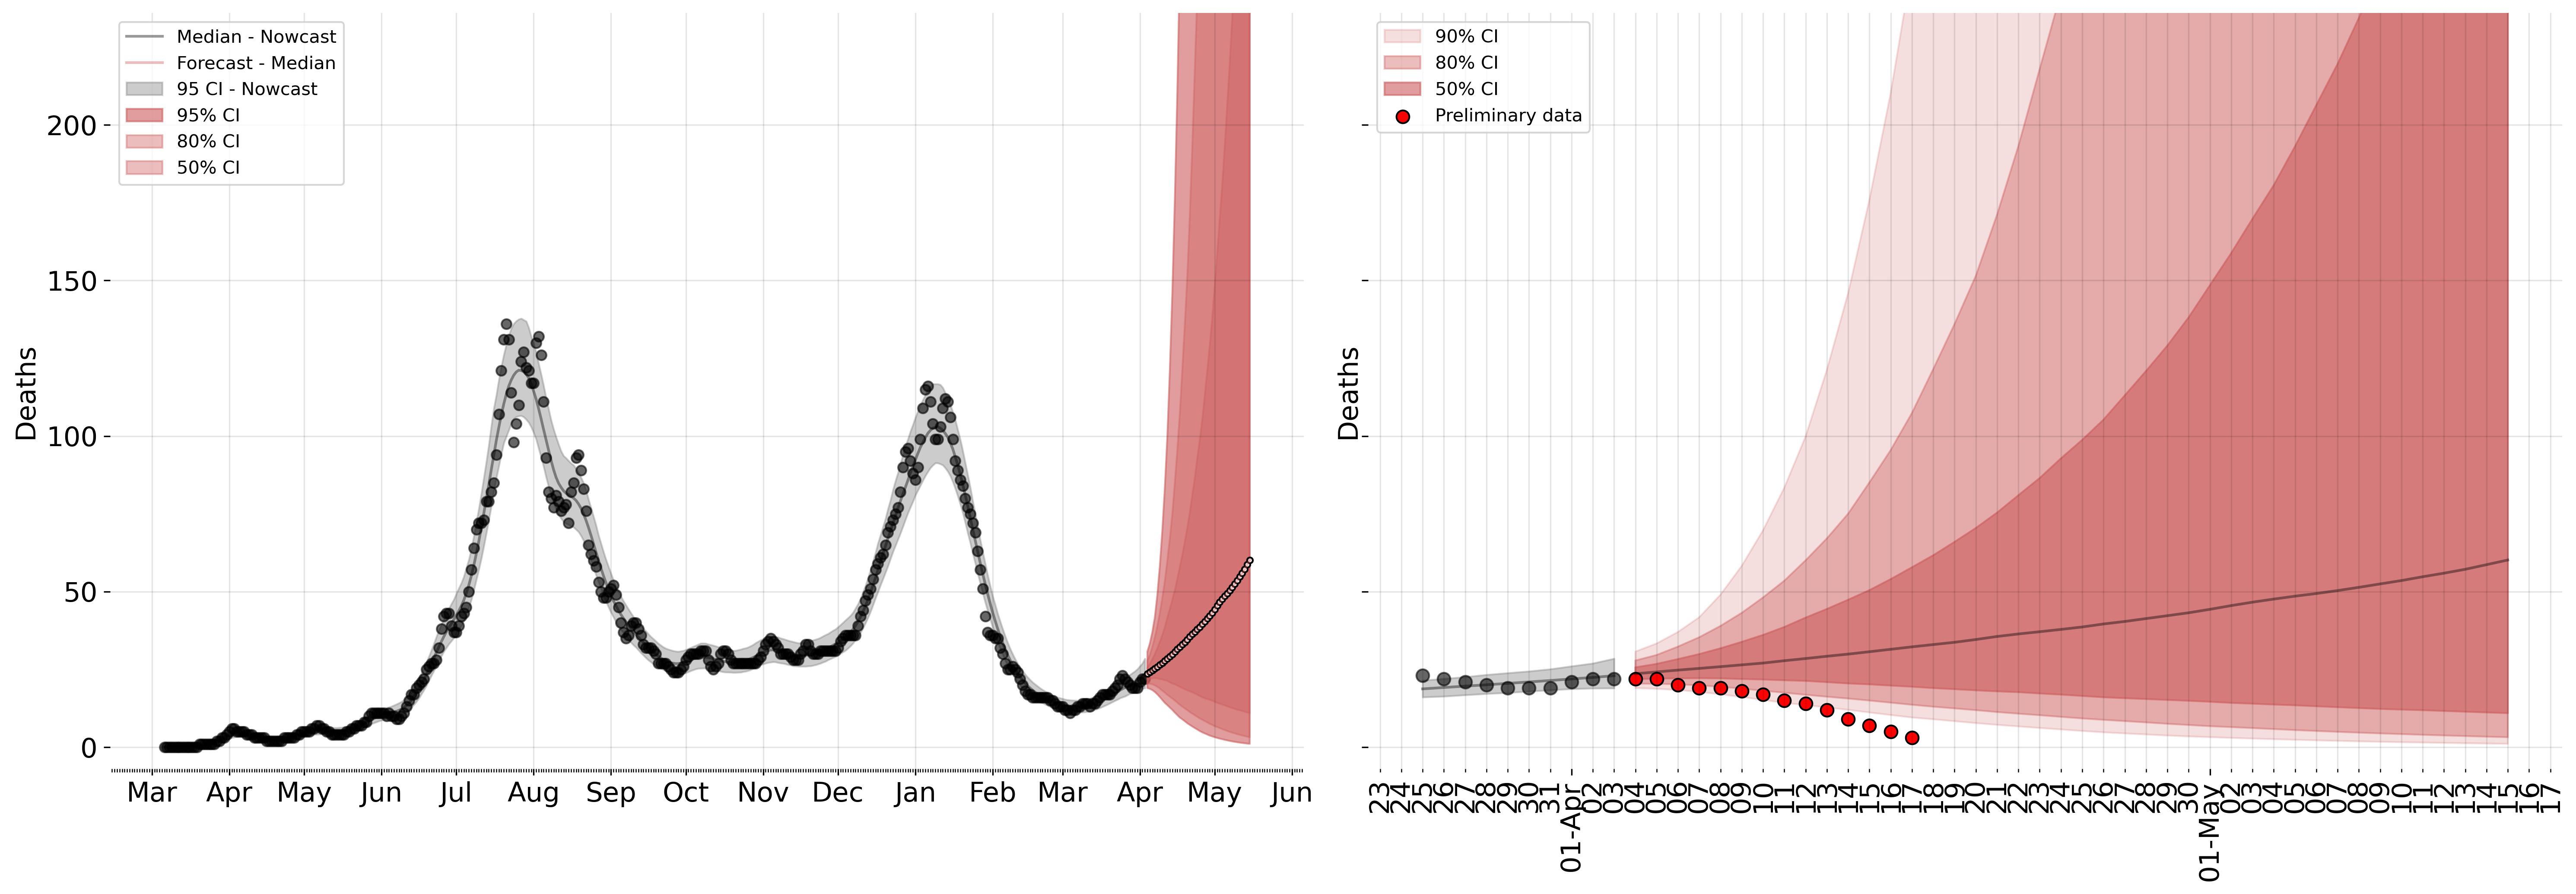 Median - Nowcast
Forecast - Median
95 CI - Nowcast
95% CI
80% CI
50% CI
Deaths
200
150
100
50
0
Mar Apr May Jun Jul Aug Sep Oct Nov Dec Jan Feb Mar Apr May Jun
90% CI
80% CI
50% CI
Preliminary data
Deaths
23 24 25 26 27 28 29 30 31 01-Apr 02 03 04 05 06 07 08 09 10 11 12 13 14 15 16 17 18 19 20 21 22 23 24 25 26 27 28 29 30 01-May 02 03 04 05 06 07 08 09 10 11 12 13 14 15 16 17